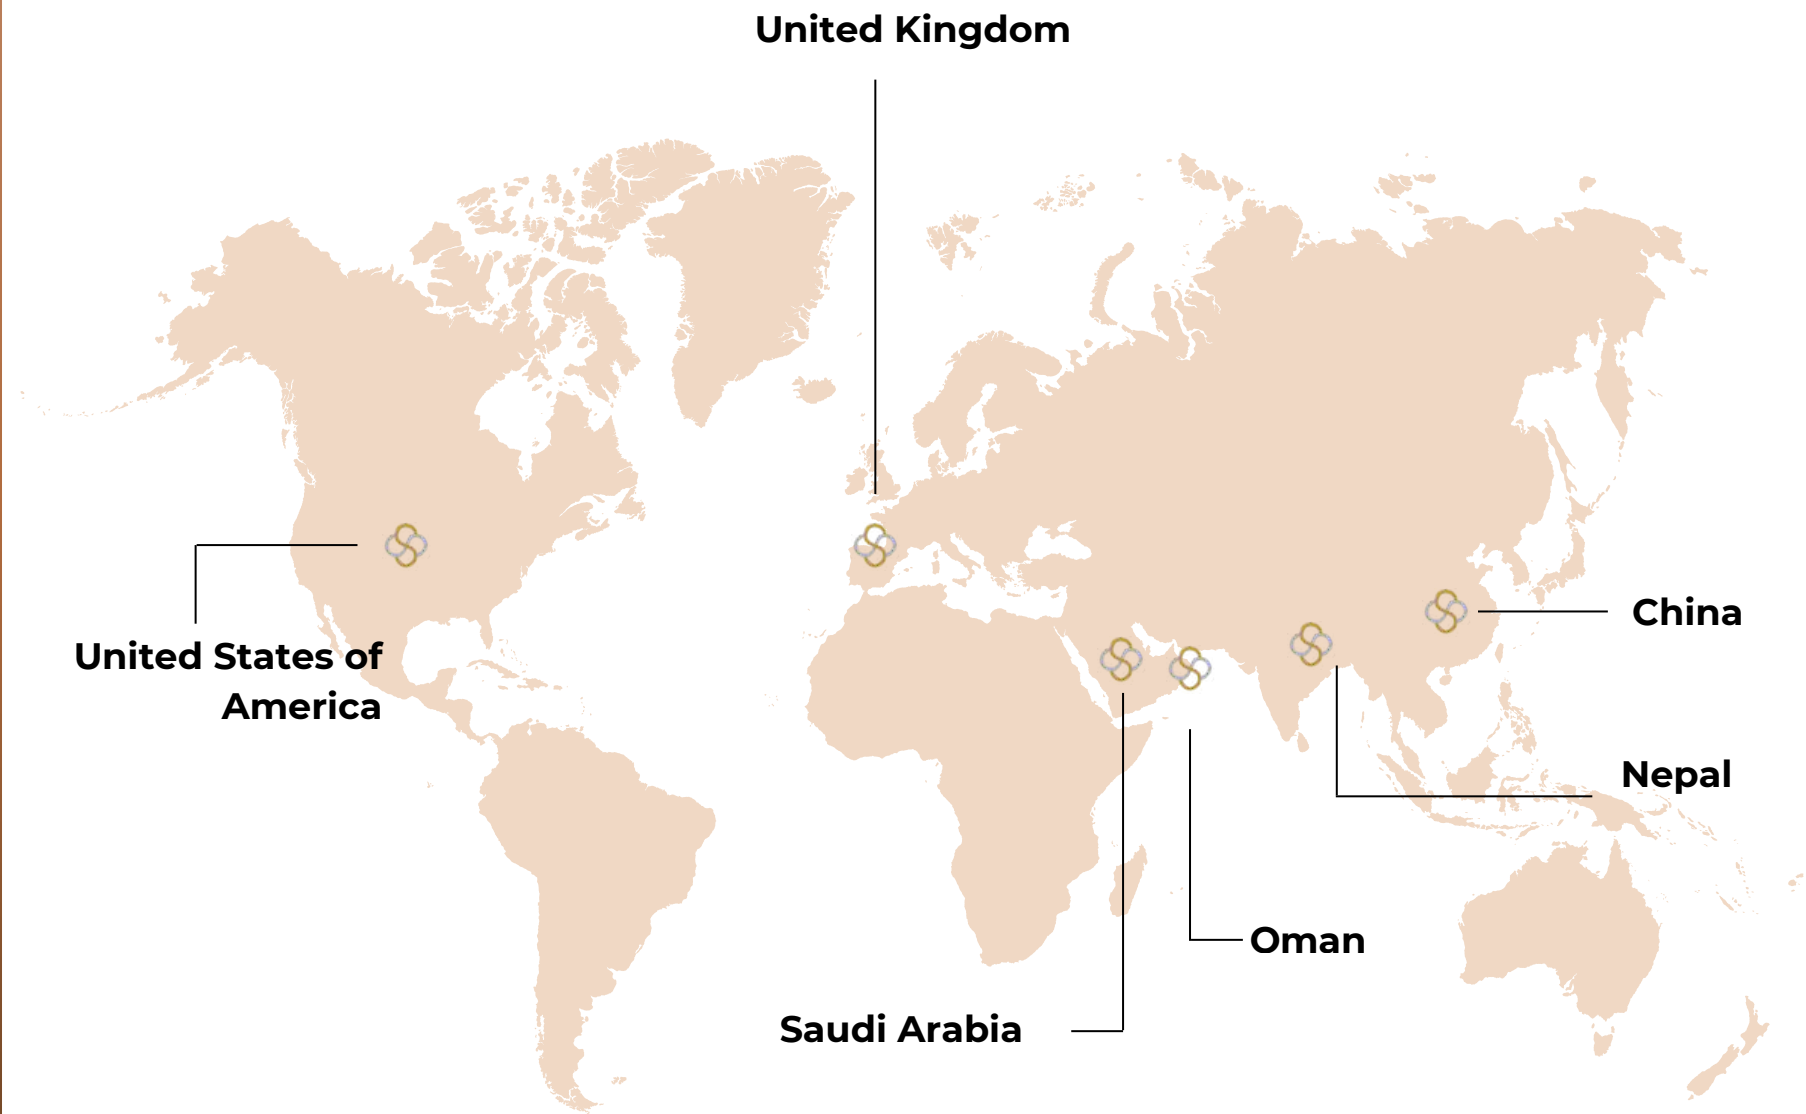 United Kingdom
United States of
America
China
Nepal
Oman
Saudi Arabia